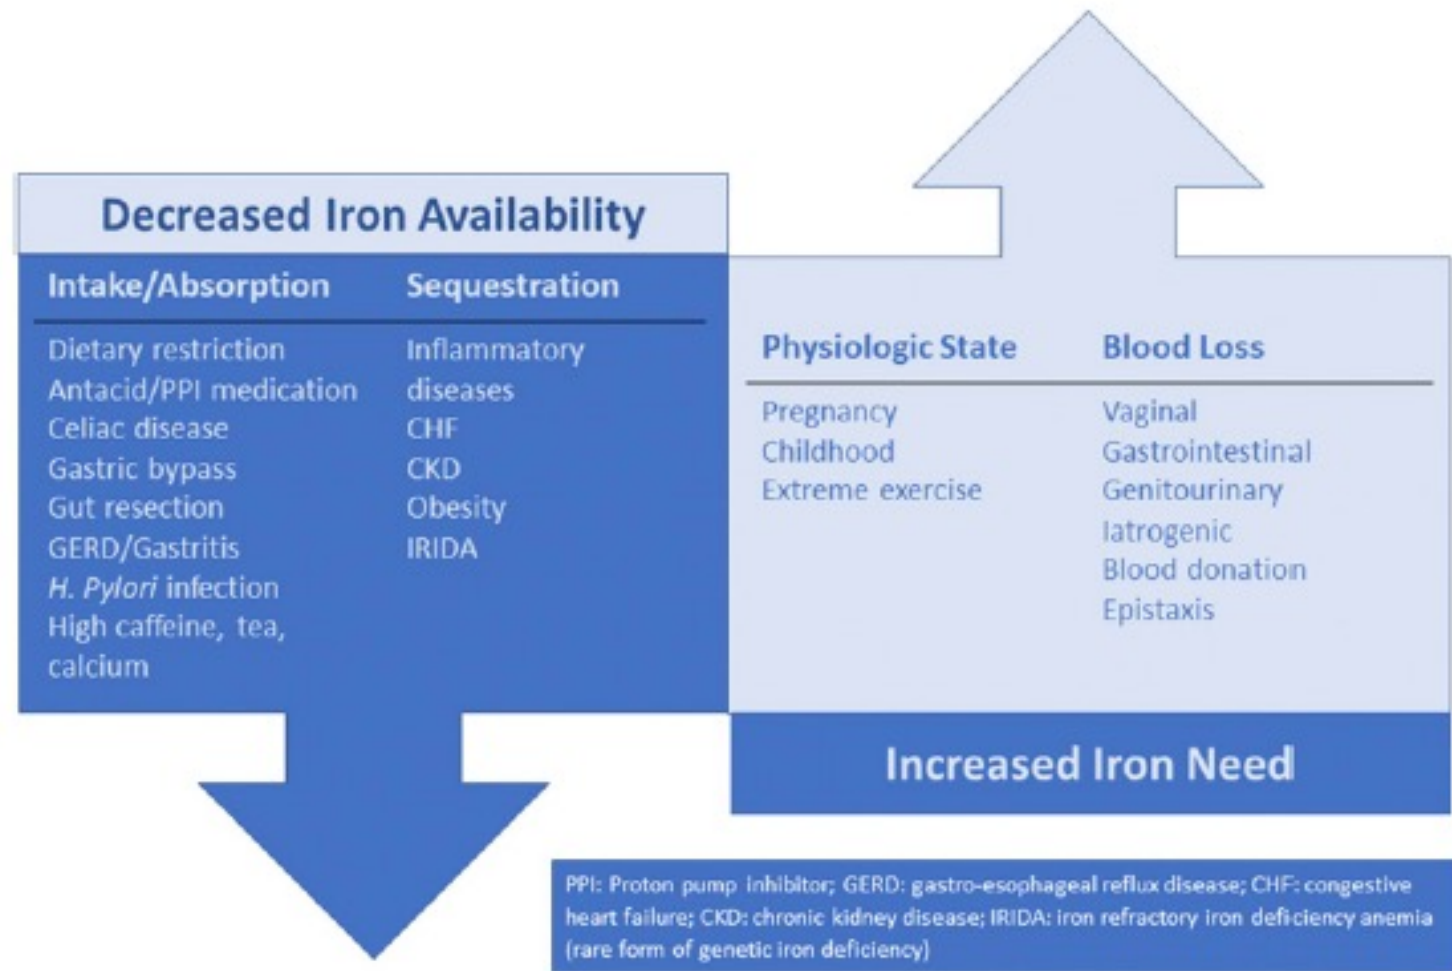 Decreased Iron Availability
Intake/Absorption
Dietary restriction
Antacid/PPI medication
Celiac disease
Gastric bypass
Gut resection
GERD/Gastritis
H. Pylori infection
High caffeine, tea,
calcium
Sequestration
Inflammatory
diseases
CHF
CKD
Obesity
IRIDA
Physiologic State
Pregnancy
Childhood
Extreme exercise
Blood Loss
Vaginal
Gastrointestinal
Genitourinary
Iatrogenic
Blood donation
Epistaxis
Increased Iron Need
PPI: Proton pump inhibitor; GERD: gastro-esophageal reflux disease; CHF: congestive
heart failure; CKD: chronic kidney disease; IRIDA: iron refractory iron deficiency anemia
(rare form of genetic iron deficiency)